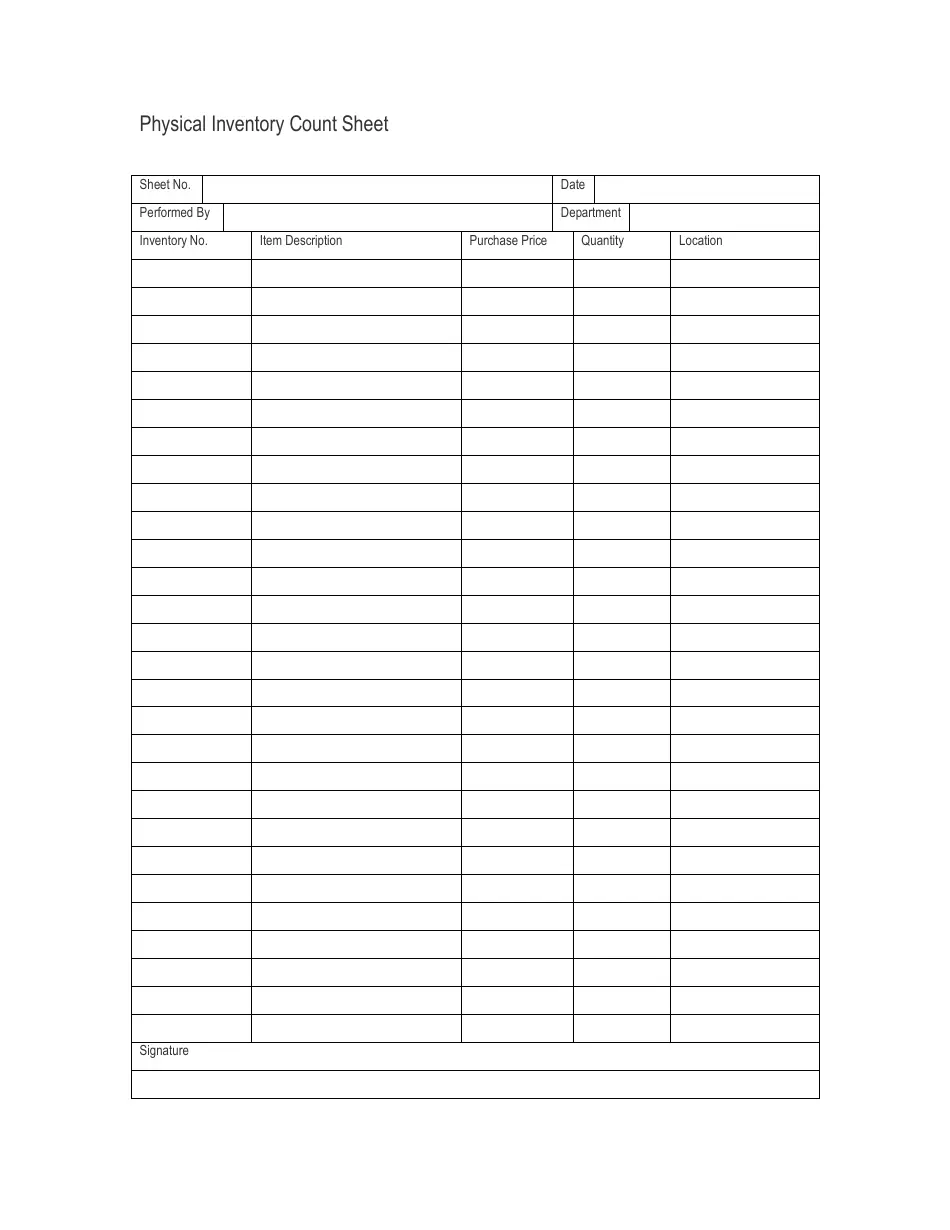 Physical Inventory Count Sheet
Sheet No. Date
Performed By Department
Inventory No. Item Description Purchase Price Quantity Location
Signature